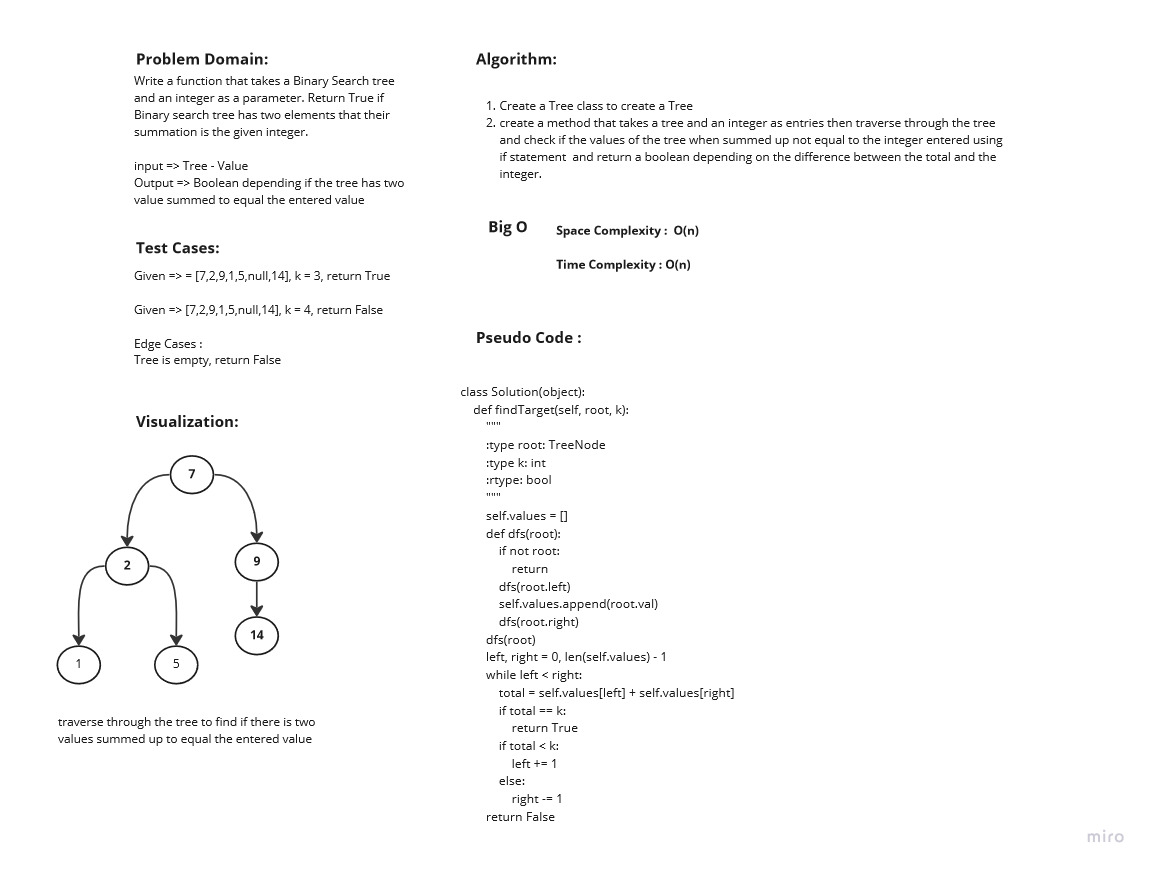 Problem Domain:
Write a function that takes a Binary Search tree
and an integer as a parameter. Return True if
Binary search tree has two elements that their
summation is the given integer.
input => Tree - Value
Output => Boolean depending if the tree has two
value summed to equal the entered value
Test Cases:
Given => = [7,2,9,1,5,null,14], k = 3, return True
Given => [7,2,9,1,5,null,14], k = 4, return False
Edge Cases :
Tree is empty, return False
Visualization:
7
2
9
14
1
5
traverse through the tree to find if there is two
values summed up to equal the entered value
Algorithm:
1. Create a Tree class to create a Tree
2. create a method that takes a tree and an integer as entries then traverse through the tree
and check if the values of the tree when summed up not equal to the integer entered using
if statement  and return a boolean depending on the difference between the total and the
integer.
Big O
Space Complexity :  O(n)
Time Complexity : O(n)
Pseudo Code :
class Solution(object):
    def findTarget(self, root, k):
        """
        :type root: TreeNode
        :type k: int
        :rtype: bool
        """
        self.values = []
        def dfs(root):
            if not root:
                return
            dfs(root.left)
            self.values.append(root.val)
            dfs(root.right)
        dfs(root)
        left, right = 0, len(self.values) - 1
        while left < right:
            total = self.values[left] + self.values[right]
            if total == k:
                return True
            if total < k:
                left += 1
            else:
                right -= 1
        return False
miro